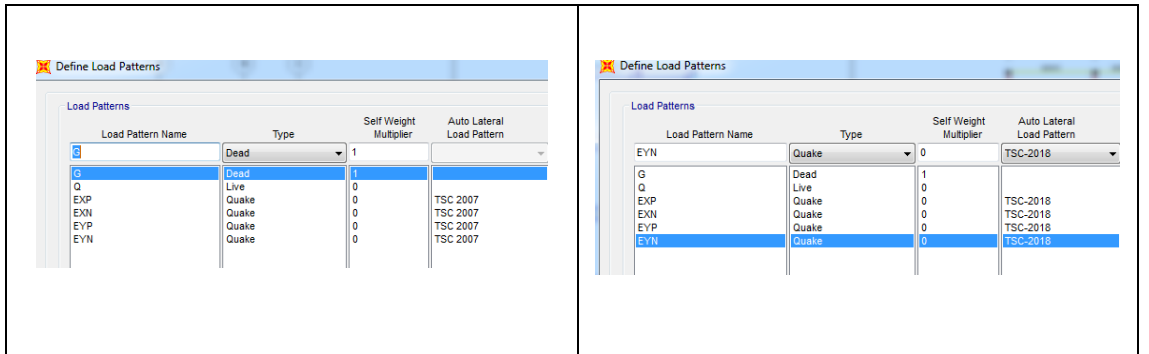 Define Load Patterns
Load Patterns
Load Pattern Name Type Self Weight Multiplier Auto Lateral Load Pattern
G Dead 1
G Dead 1
Q Live 0
EXP Quake 0 TSC 2007
EXN Quake 0 TSC 2007
EYP Quake 0 TSC 2007
EYN Quake 0 TSC 2007
Define Load Patterns
Load Patterns
Load Pattern Name Type Self Weight Multiplier Auto Lateral Load Pattern
EYN Quake 0 TSC-2018
G Dead 1
Q Live 0
EXP Quake 0 TSC-2018
EXN Quake 0 TSC-2018
EYP Quake 0 TSC-2018
EYN Quake 0 TSC-2018